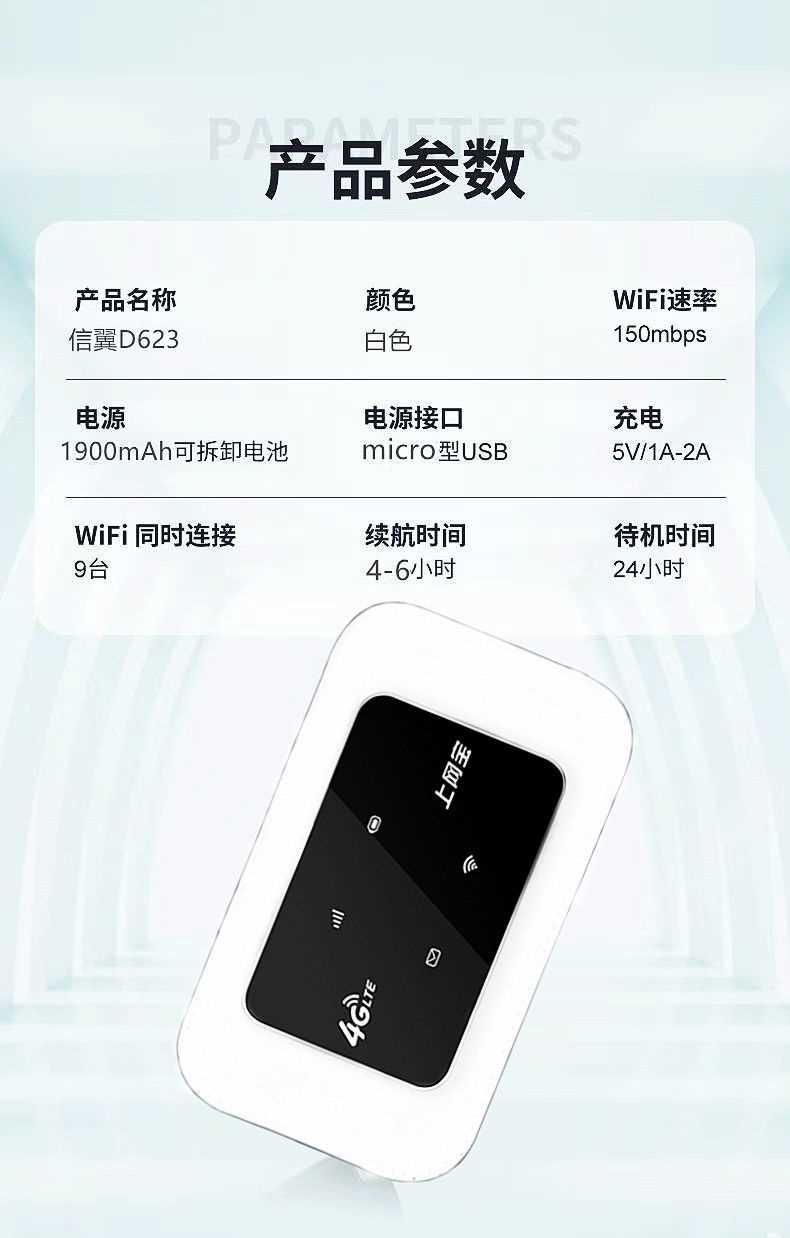 PARAMETERS
产品参数
产品名称 颜色 WiFi速率
信翼D623 白色 150mbps
电源 电源接口 充电
1900mAh可拆卸电池 micro型USB 5V/1A-2A
WiFi 同时连接 续航时间 待机时间
9台 4-6小时 24小时
上网宝
4G LTE